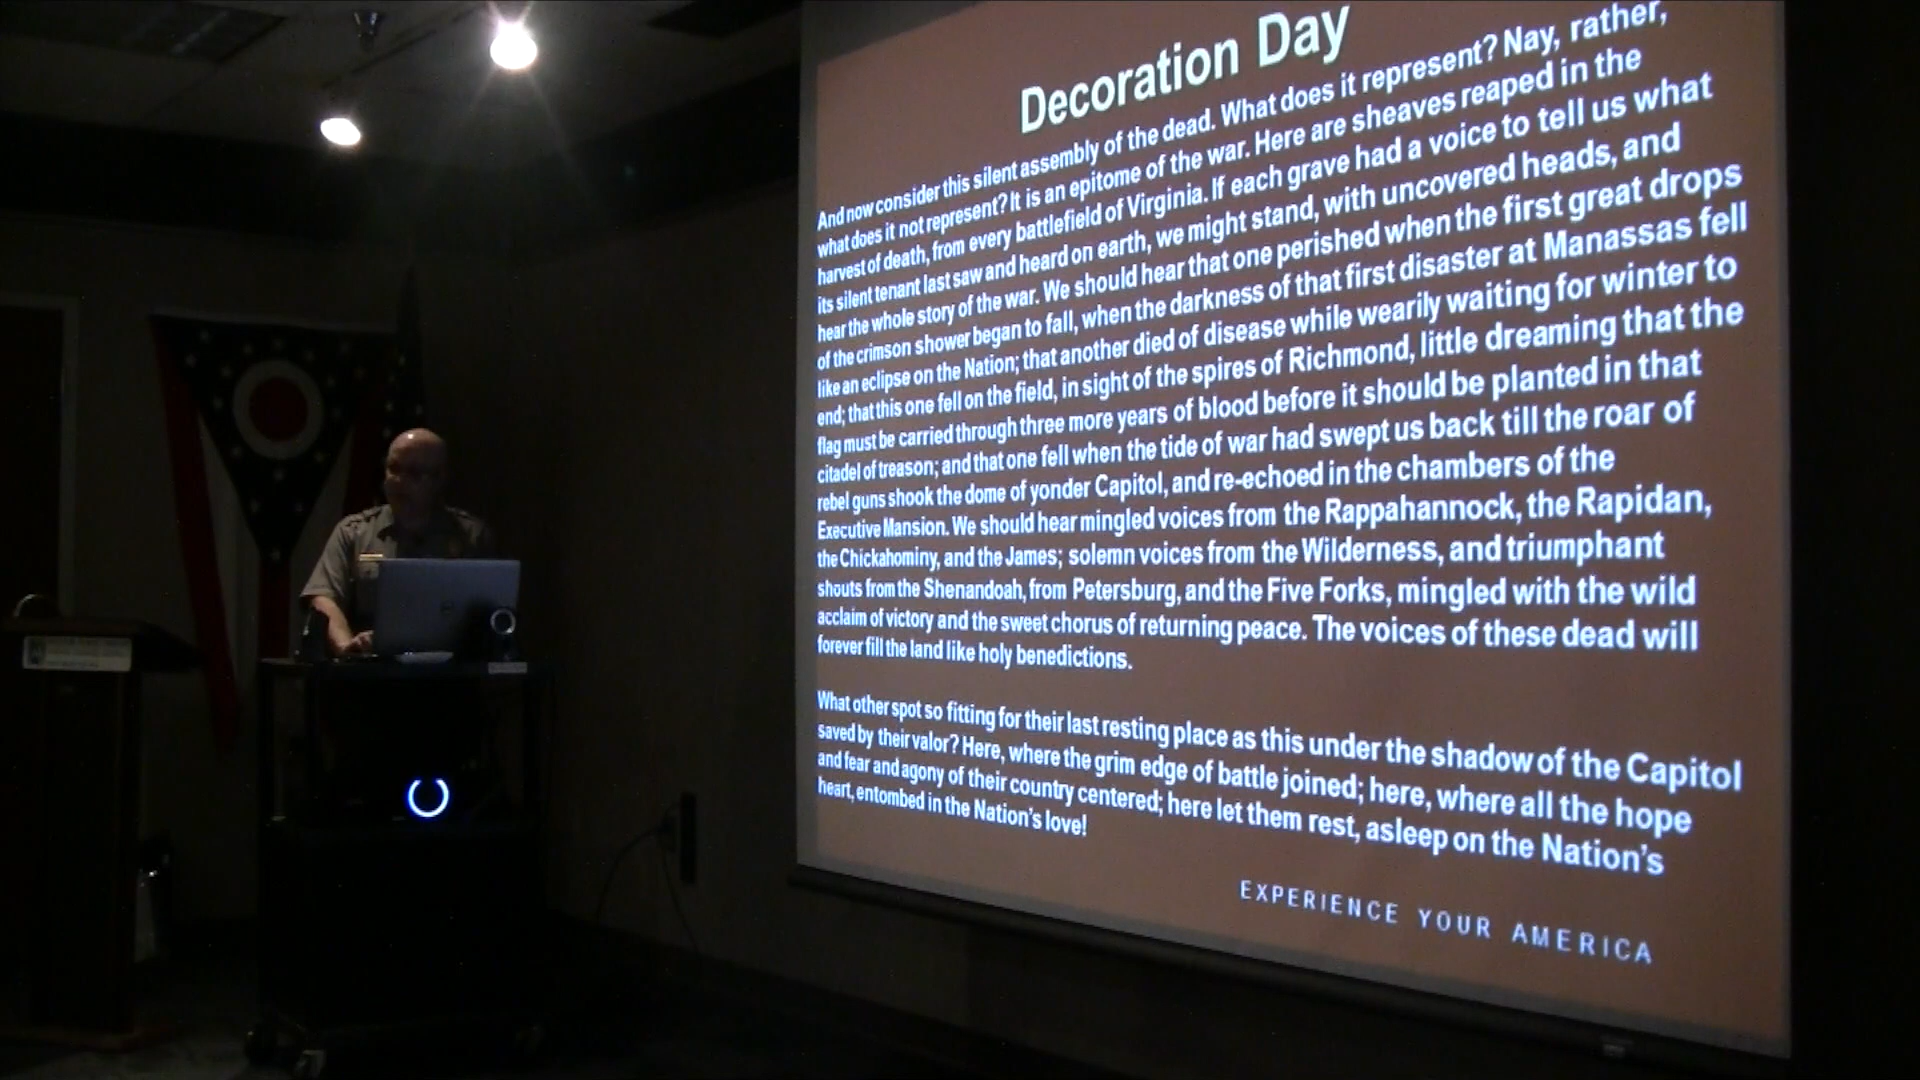 Decoration Day
And now consider this silent assembly of the dead. What does it represent? Nay, rather,
what does it not represent? It is an epitome of the war. Here are sheaves reaped in the
harvest of death, from every battlefield of Virginia. If each grave had a voice to tell us what
its silent tenant last saw and heard on earth, we might stand, with uncovered heads, and
hear the whole story of the war. We should hear that one perished when the first great drops
of the crimson shower began to fall, when the darkness of that first disaster at Manassas fell
like an eclipse on the Nation; that another died of disease while wearily waiting for winter to
end; that this one fell on the field, in sight of the spires of Richmond, little dreaming that the
flag must be carried through three more years of blood before it should be planted in that
citadel of treason; and that one fell when the tide of war had swept us back till the roar of
rebel guns shook the dome of yonder Capitol, and re-echoed in the chambers of the
Executive Mansion. We should hear mingled voices from the Rappahannock, the Rapidan,
the Chickahominy, and the James; solemn voices from the Wilderness, and triumphant
shouts from the Shenandoah, from Petersburg, and the Five Forks, mingled with the wild
acclaim of victory and the sweet chorus of returning peace. The voices of these dead will
forever fill the land like holy benedictions.
What other spot so fitting for their last resting place as this under the shadow of the Capitol
saved by their valor? Here, where the grim edge of battle joined; here, where all the hope
and fear and agony of their country centered; here let them rest, asleep on the Nation's
heart, entombed in the Nation's love!
EXPERIENCE YOUR AMERICA